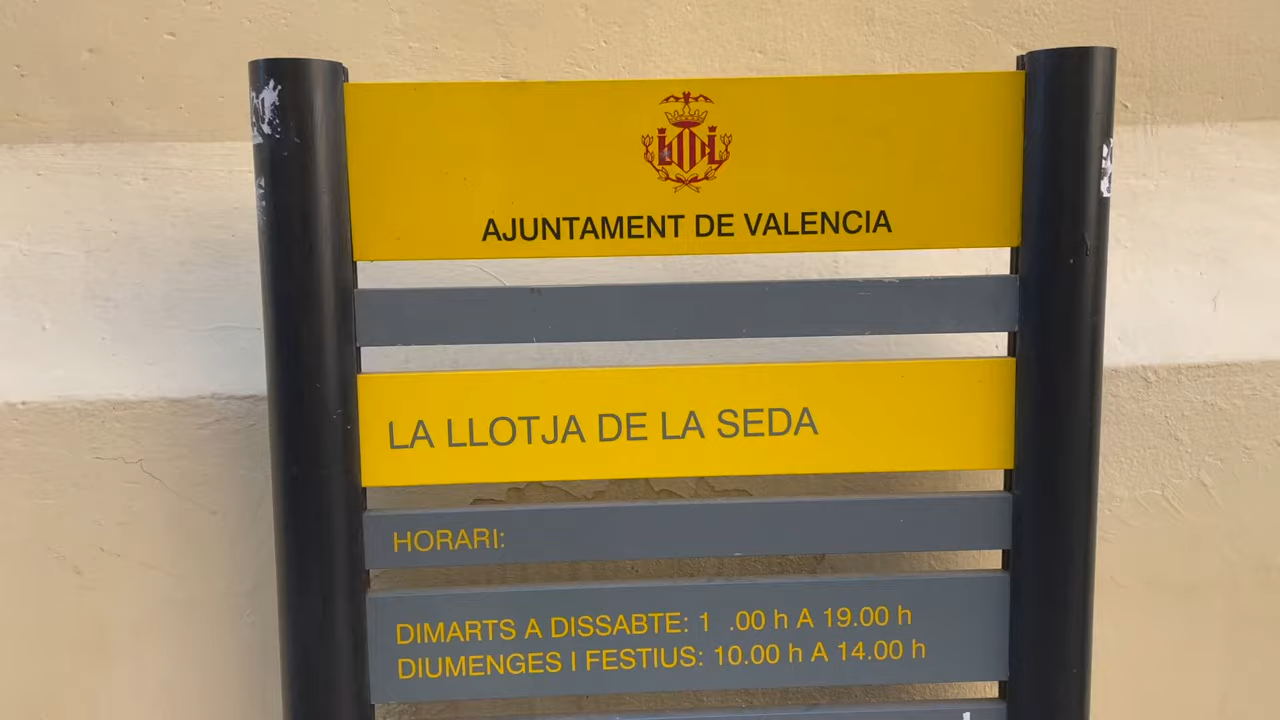 AJUNTAMENT DE VALENCIA
LA LLOTJA DE LA SEDA
HORARI:
DIMARTS A DISSABTE: 1 .00 h A 19.00 h
DIUMENGES I FESTIUS: 10.00 h A 14.00 h